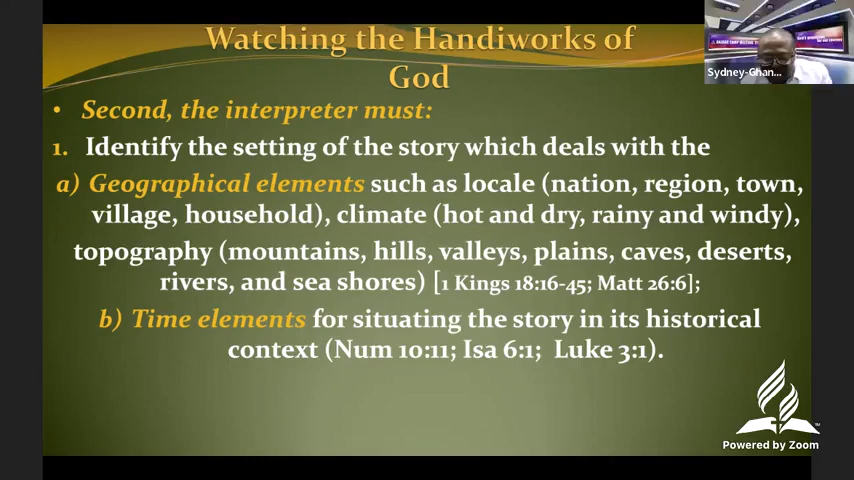 Watching the Handiworks of
God
• Second, the interpreter must:
1. Identify the setting of the story which deals with the
a) Geographical elements such as locale (nation, region, town,
village, household), climate (hot and dry, rainy and windy),
topography (mountains, hills, valleys, plains, caves, deserts,
rivers, and sea shores) [1 Kings 18:16-45; Matt 26:6];
b) Time elements for situating the story in its historical
context (Num 10:11; Isa 6:1; Luke 3:1).
Sydney-Ghan...
Powered by Zoom